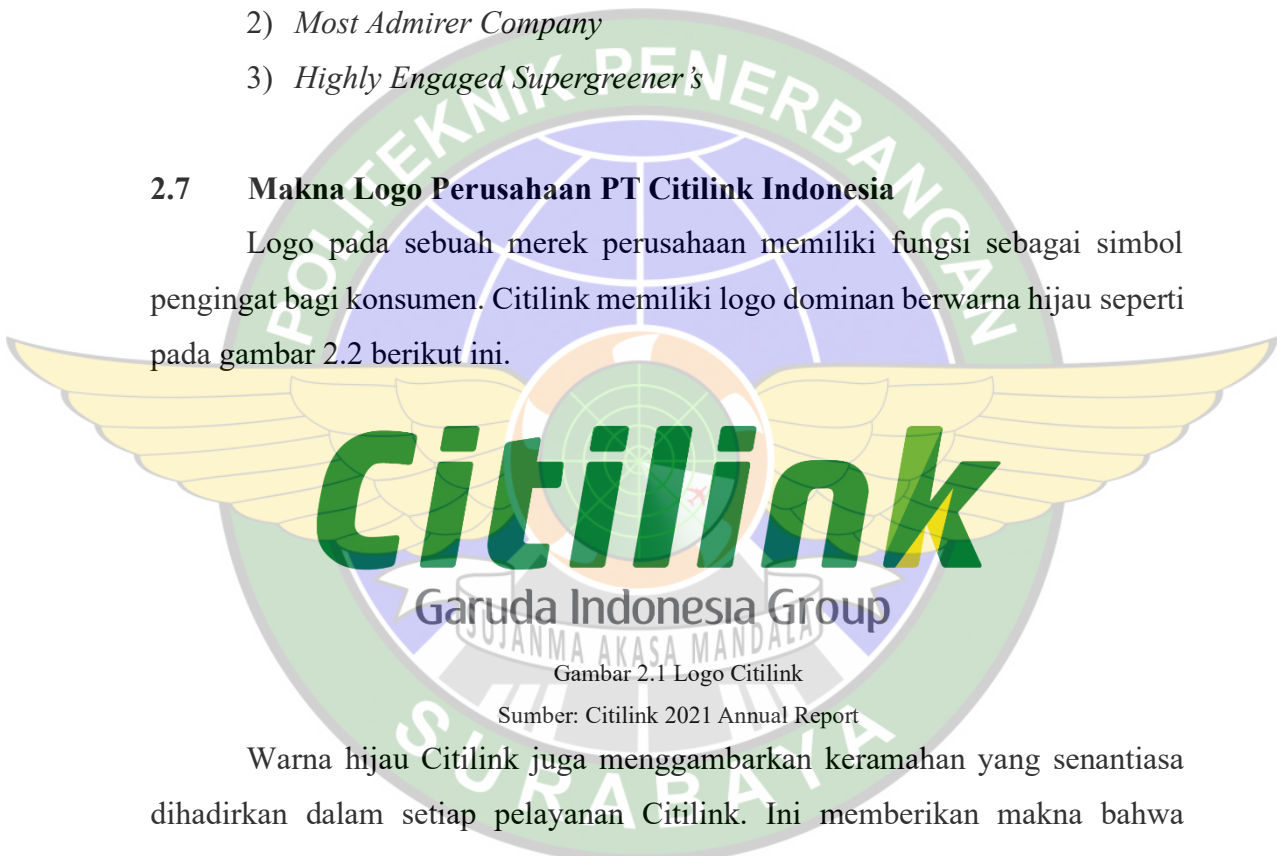 2) Most Admirer Company
3) Highly Engaged Supergreener's
2.7 Makna Logo Perusahaan PT Citilink Indonesia
Logo pada sebuah merek perusahaan memiliki fungsi sebagai simbol
pengingat bagi konsumen. Citilink memiliki logo dominan berwarna hijau seperti
pada gambar 2.2 berikut ini.
Citilink
Garuda Indonesia Group
Gambar 2.1 Logo Citilink
Sumber: Citilink 2021 Annual Report
Warna hijau Citilink juga menggambarkan keramahan yang senantiasa
dihadirkan dalam setiap pelayanan Citilink. Ini memberikan makna bahwa
POLITEKNIK PENERBANGAN
SUJANMA AKASA MANDALA
SURABAYA